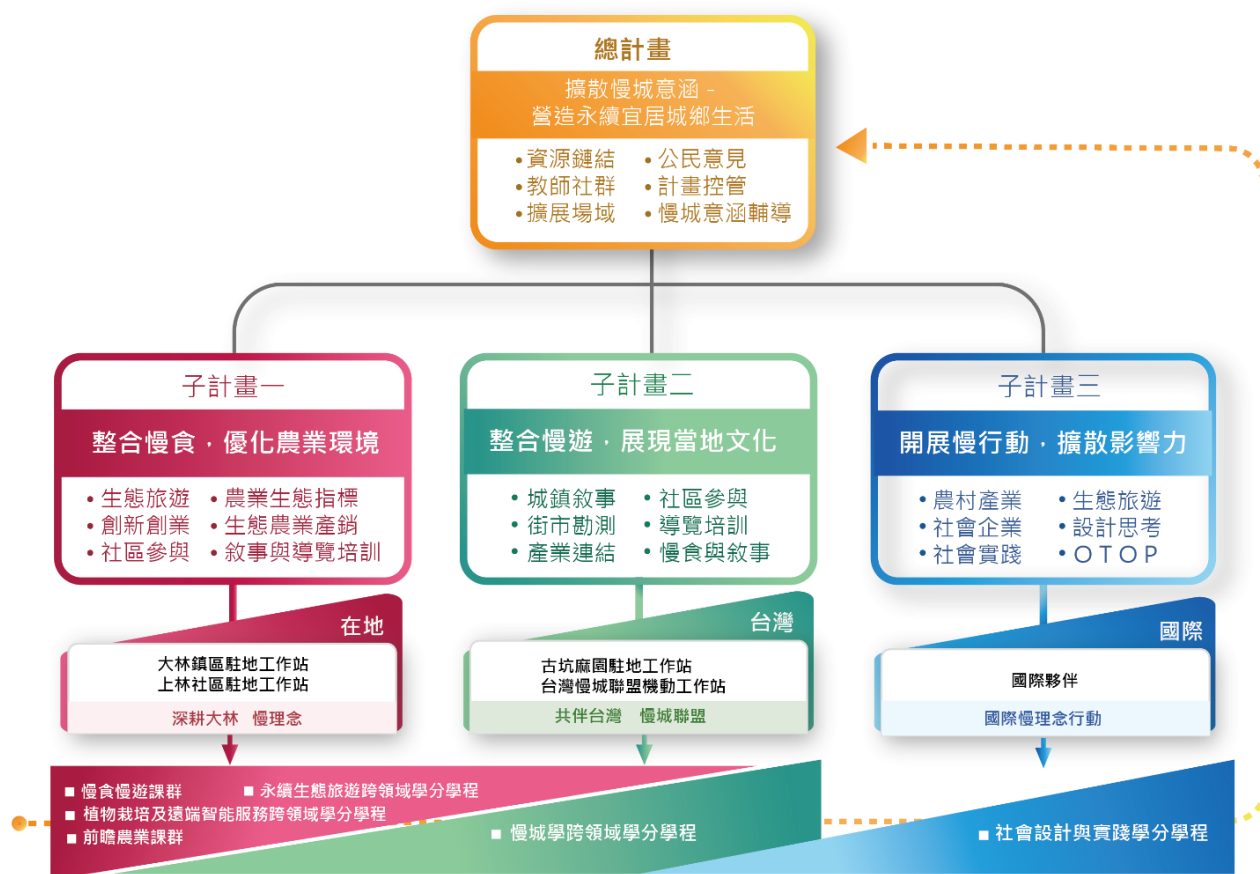 總計畫
擴散慢城意涵 -
營造永續宜居城鄉生活
•資源鏈結 •公民意見
•教師社群 •計畫控管
•擴展場域 •慢城意涵輔導
子計畫一
整合慢食，優化農業環境
•生態旅遊 •農業生態指標
•創新創業 •生態農業產銷
•社區參與 •敘事與導覽培訓
子計畫二
整合慢遊，展現當地文化
•城鎮敘事 •社區參與
•街市勘測 •導覽培訓
•產業連結 •慢食與敘事
子計畫三
開展慢行動，擴散影響力
•農村產業 •生態旅遊
•社會企業 •設計思考
•社會實踐 •OTOP
在地
大林鎮區駐地工作站
上林社區駐地工作站
深耕大林 慢理念
台灣
古坑麻園駐地工作站
台灣慢城聯盟機動工作站
共伴台灣 慢城聯盟
國際
國際夥伴
國際慢理念行動
■ 慢食慢遊課群 ■ 永續生態旅遊跨領域學分學程
■ 植物栽培及遠端智能服務跨領域學分學程
■ 前瞻農業課群
■ 慢城學跨領域學分學程
■ 社會設計與實踐學分學程